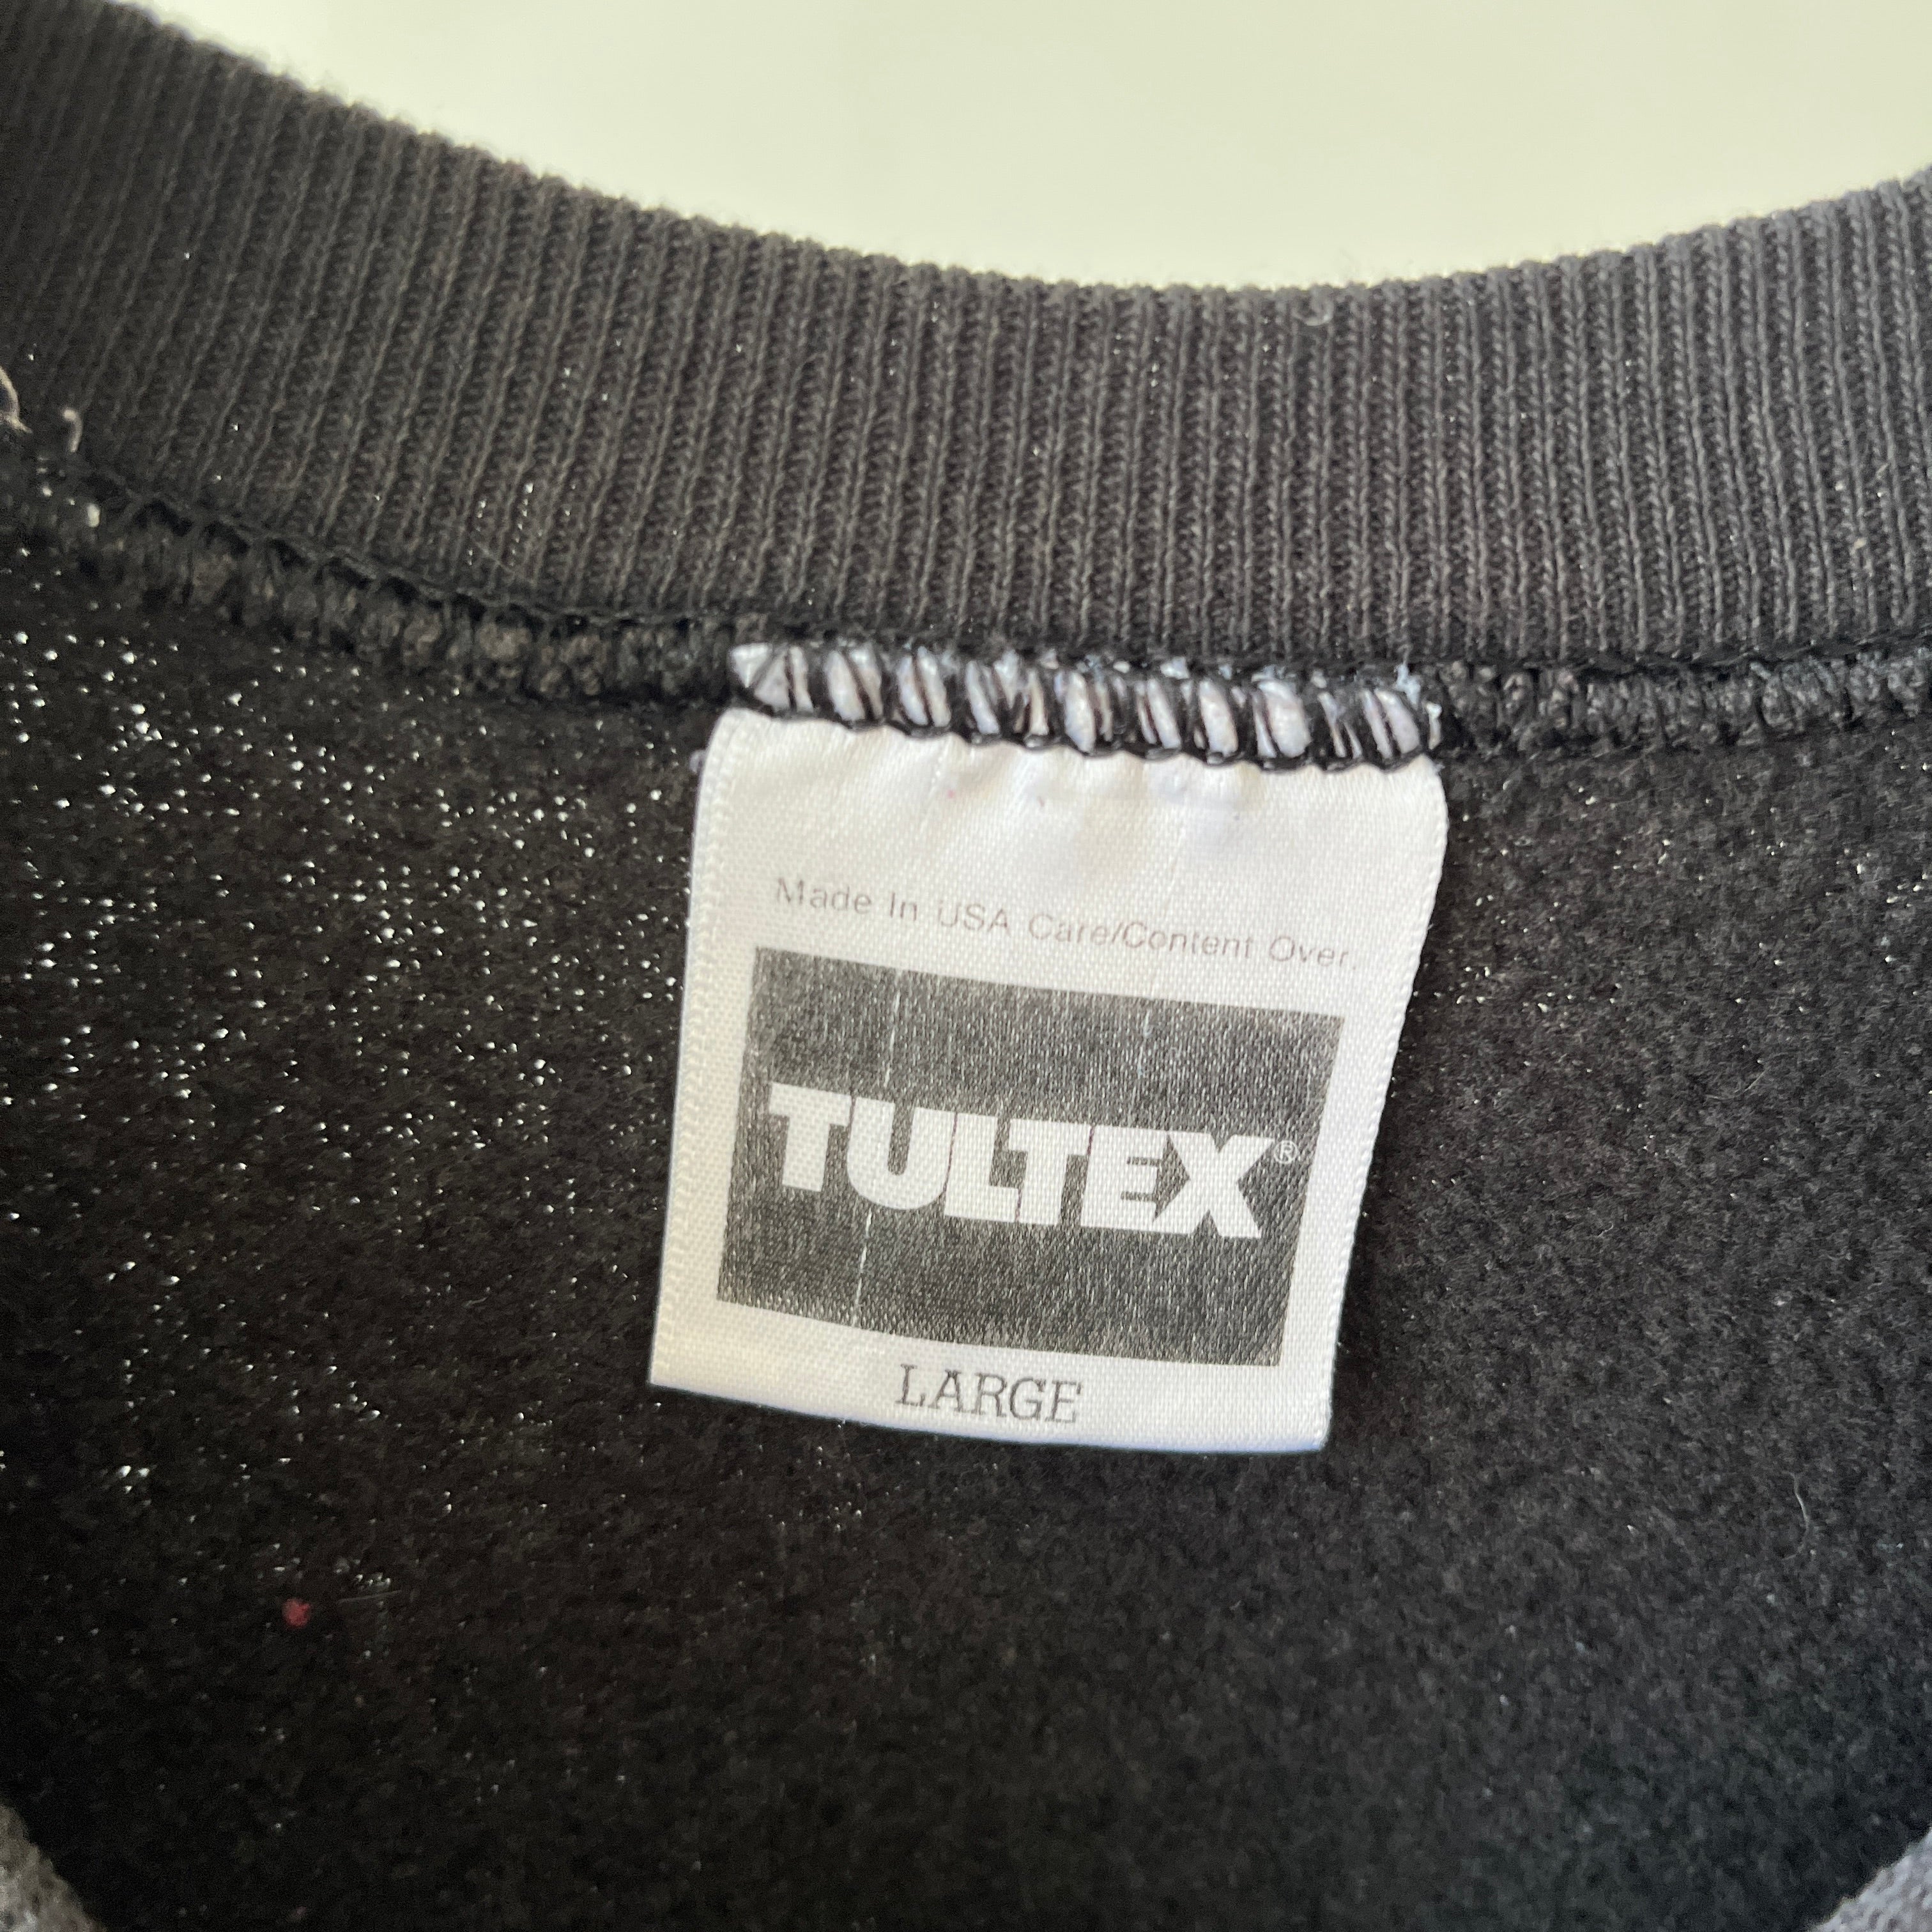 Made In USA Care/Content Over.
TULTEX®
LARGE